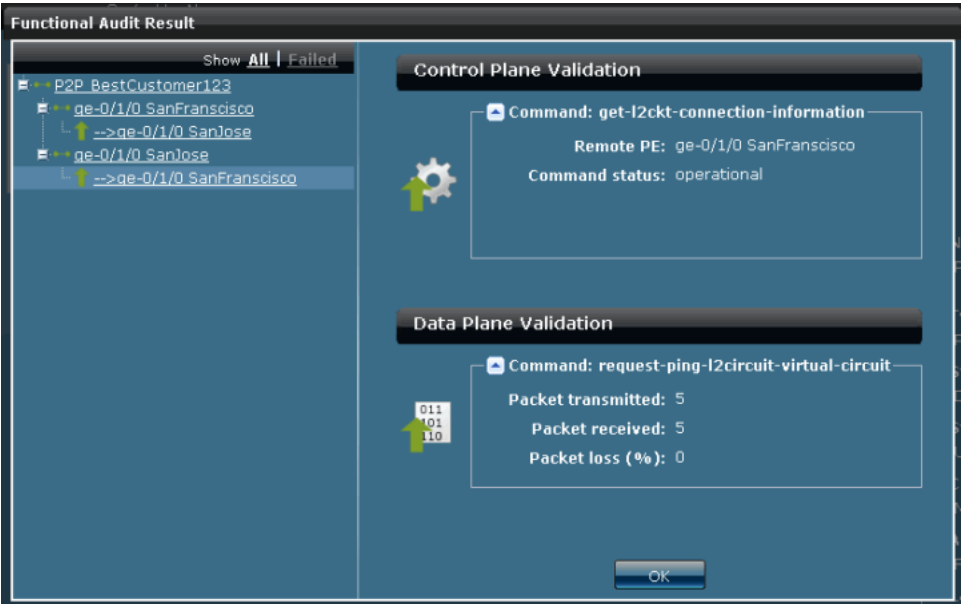 Functional Audit Result
Show All | Failed
P2P BestCustomer123
ge-0/1/0 SanFranscisco
-->ge-0/1/0 SanJose
ge-0/1/0 SanJose
-->ge-0/1/0 SanFranscisco
Control Plane Validation
Command: get-l2ckt-connection-information
Remote PE: ge-0/1/0 SanFranscisco
Command status: operational
Data Plane Validation
Command: request-ping-l2circuit-virtual-circuit
011
101
110
Packet transmitted: 5
Packet received: 5
Packet loss (%): 0
OK